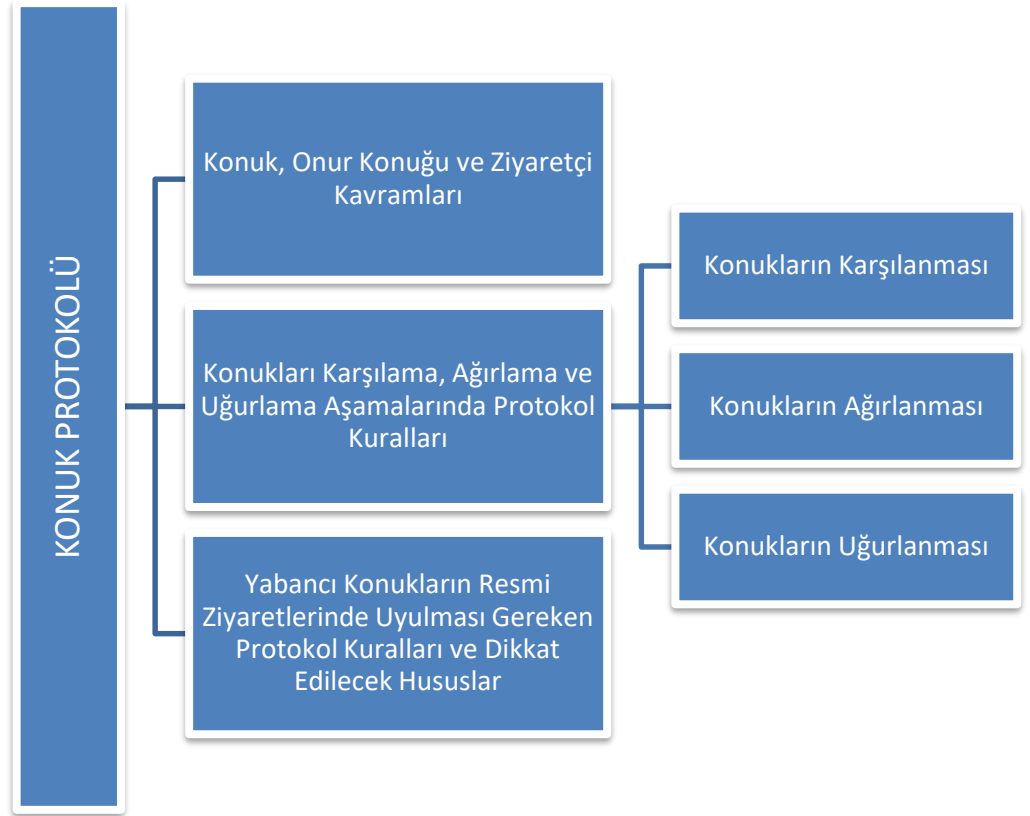 KONUK PROTOKOLÜ
Konuk, Onur Konuğu ve Ziyaretçi
Kavramları
Konukları Karşılama, Ağırlama ve
Uğurlama Aşamalarında Protokol
Kuralları
Konukların Karşılanması
Konukların Ağırlanması
Konukların Uğurlanması
Yabancı Konukların Resmi
Ziyaretlerinde Uyulması Gereken
Protokol Kuralları ve Dikkat
Edilecek Hususlar